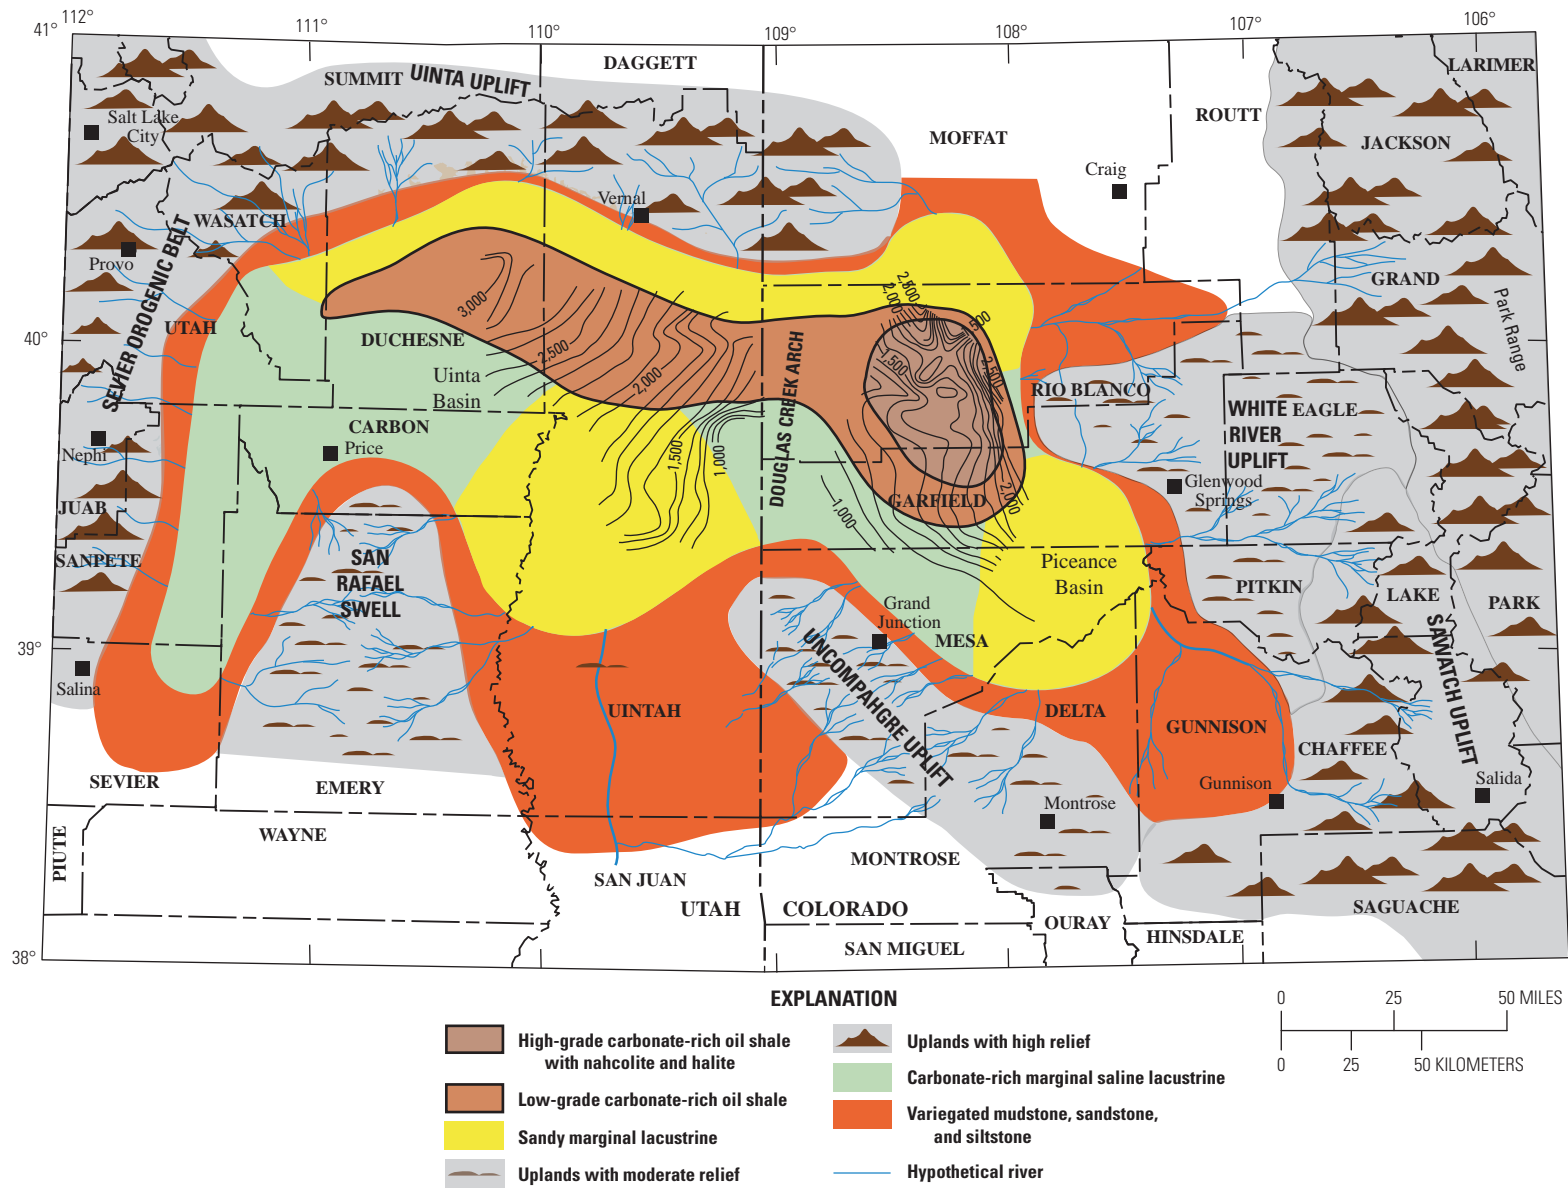 112°
111°
110°
109°
108°
107°
106°
41°
40°
39°
38°
DAGGETT
SUMMIT
UINTA UPLIFT
LARIMER
ROUTT
MOFFAT
JACKSON
Salt Lake
City
Craig
Vernal
WASATCH
Provo
SEVIER OROGENIC BELT
GRAND
Park Range
UTAH
DUCHESNE
Uinta
Basin
3,000
2,500
2,000
1,500
1,000
DOUGLAS CREEK ARCH
2,500
2,000
1,500
1,500
2,500
2,000
1,000
RIO BLANCO
WHITE
RIVER
UPLIFT
EAGLE
CARBON
Price
Nephi
GARFIELD
Glenwood
Springs
JUAB
SANPETE
SAN
RAFAEL
SWELL
Piceance
Basin
PITKIN
LAKE
PARK
Grand
Junction
MESA
SAWATCH UPLIFT
Salina
UNCOMPAHGRE UPLIFT
UINTAH
DELTA
GUNNISON
CHAFFEE
SEVIER
EMERY
Gunnison
Salida
Montrose
PIUTE
WAYNE
MONTROSE
SAN JUAN
UTAH
COLORADO
OURAY
SAGUACHE
HINSDALE
SAN MIGUEL
EXPLANATION
High-grade carbonate-rich oil shale
with nahcolite and halite
Low-grade carbonate-rich oil shale
Sandy marginal lacustrine
Uplands with moderate relief
Uplands with high relief
Carbonate-rich marginal saline lacustrine
Variegated mudstone, sandstone,
and siltstone
Hypothetical river
0 25 50 MILES
0 25 50 KILOMETERS